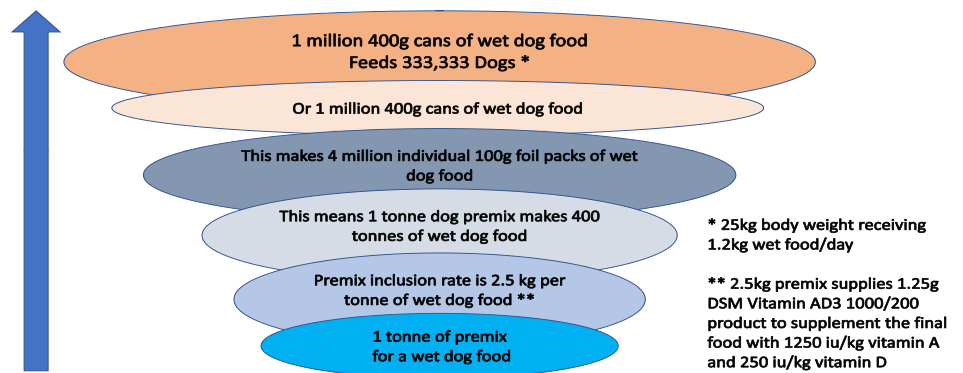 1 million 400g cans of wet dog food
Feeds 333,333 Dogs *
Or 1 million 400g cans of wet dog food
This makes 4 million individual 100g foil packs of wet
dog food
This means 1 tonne dog premix makes 400
tonnes of wet dog food
Premix inclusion rate is 2.5 kg per
tonne of wet dog food **
1 tonne of premix
for a wet dog food
* 25kg body weight receiving
1.2kg wet food/day
** 2.5kg premix supplies 1.25g
DSM Vitamin AD3 1000/200
product to supplement the final
food with 1250 iu/kg vitamin A
and 250 iu/kg vitamin D